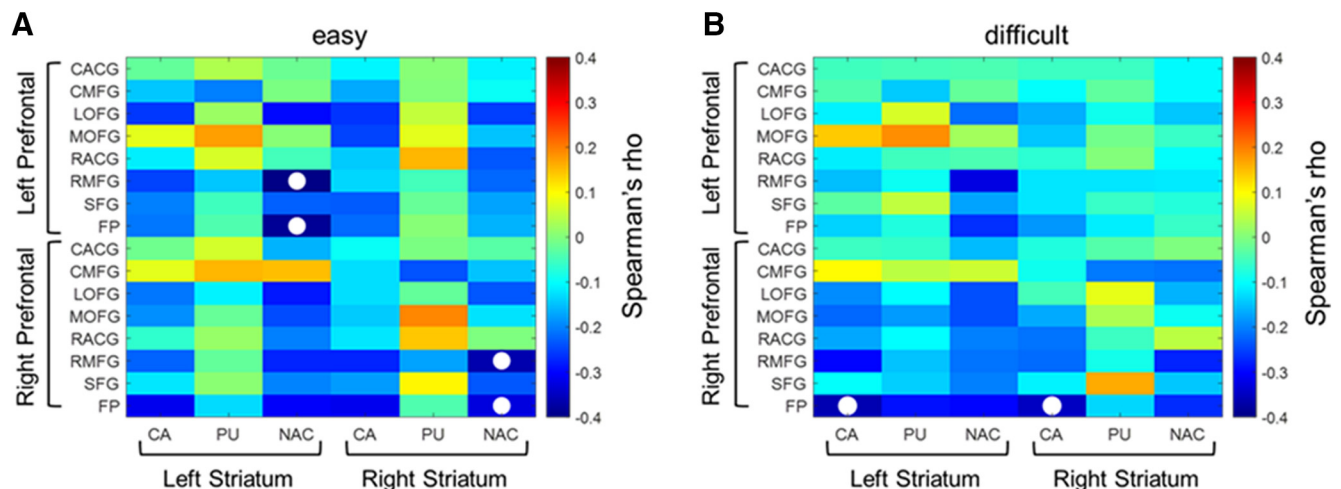 A
easy
Left Prefrontal
CACG
CMFG
LOFG
MOFG
RACG
RMFG
SFG
FP
Right Prefrontal
CACG
CMFG
LOFG
MOFG
RACG
RMFG
SFG
FP
CA PU NAC CA PU NAC
Left Striatum Right Striatum
0.4
0.3
0.2
0.1
0
-0.1
-0.2
-0.3
-0.4
Spearman's rho
B
difficult
Left Prefrontal
CACG
CMFG
LOFG
MOFG
RACG
RMFG
SFG
FP
Right Prefrontal
CACG
CMFG
LOFG
MOFG
RACG
RMFG
SFG
FP
CA PU NAC CA PU NAC
Left Striatum Right Striatum
0.4
0.3
0.2
0.1
0
-0.1
-0.2
-0.3
-0.4
Spearman's rho